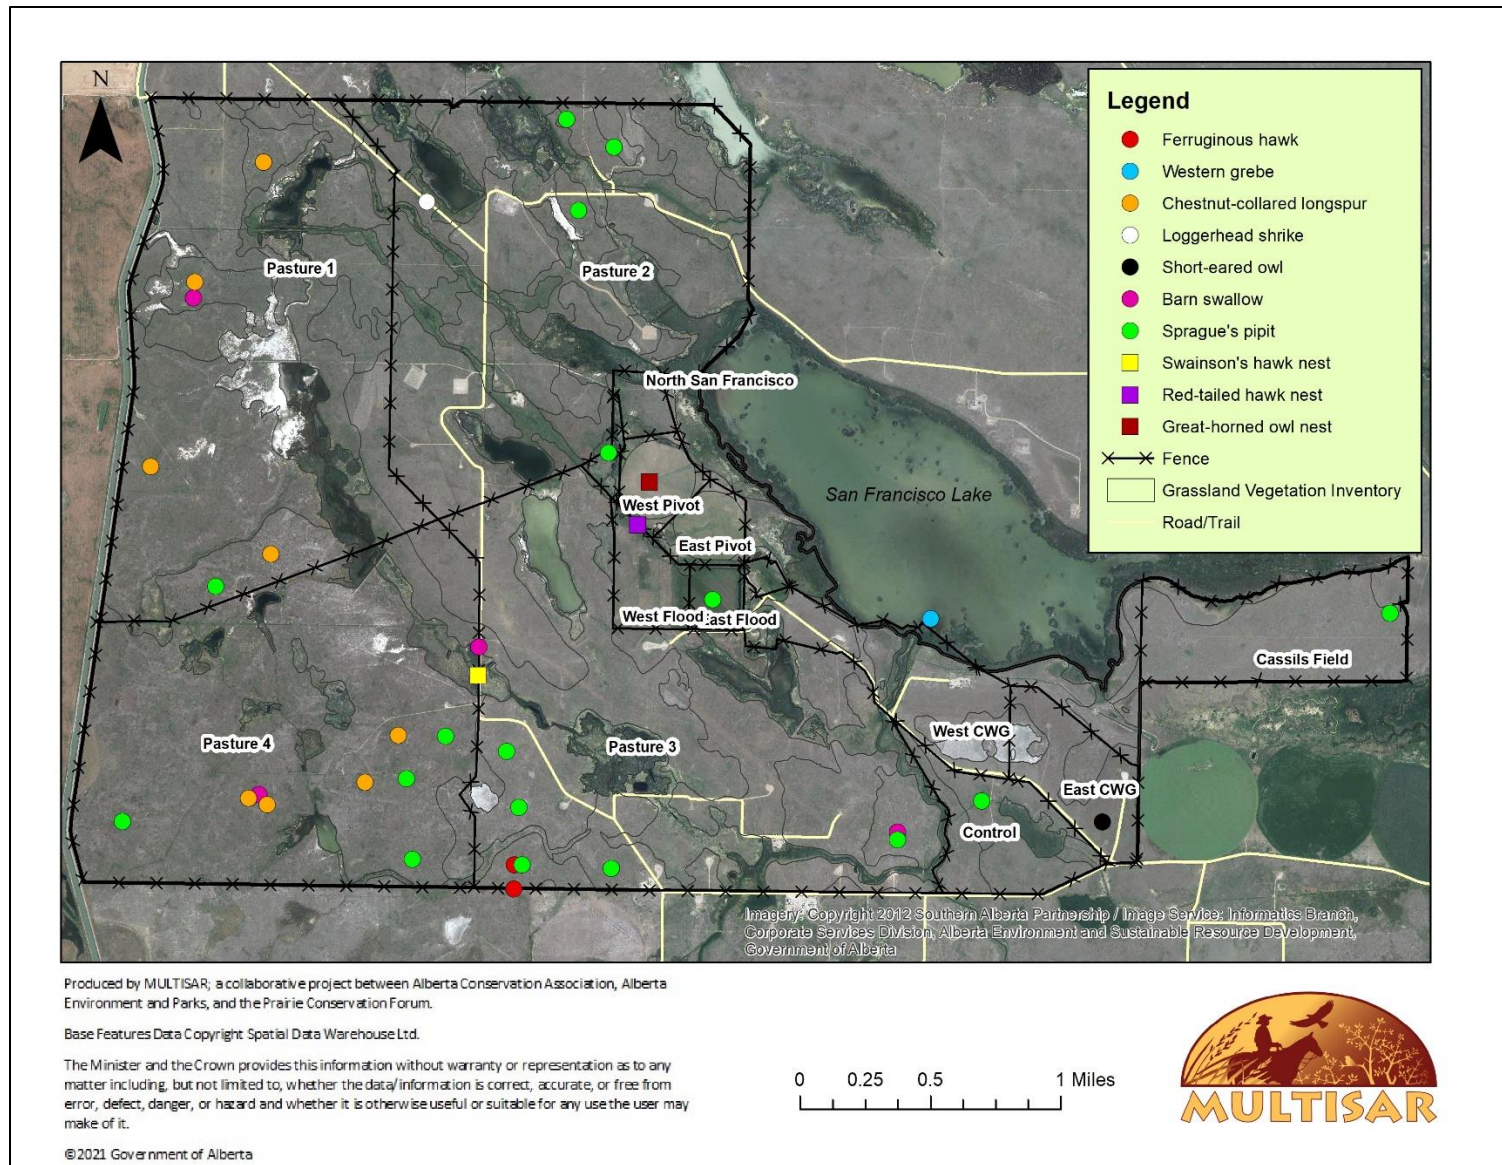 N
Legend
Ferruginous hawk
Western grebe
Chestnut-collared longspur
Loggerhead shrike
Short-eared owl
Barn swallow
Sprague's pipit
Swainson's hawk nest
Red-tailed hawk nest
Great-horned owl nest
Fence
Grassland Vegetation Inventory
Road/Trail
Pasture 1
Pasture 2
North San Francisco
San Francisco Lake
West Pivot
East Pivot
West Flood
East Flood
Cassils Field
West CWG
Pasture 4
Pasture 3
East CWG
Control
Imagery: Copyright 2012 Southern Alberta Partnership / Image Service: Informatics Branch,
Corporate Services Division, Alberta Environment and Sustainable Resource Development,
Government of Alberta
Produced by MULTISAR; a collaborative project between Alberta Conservation Association, Alberta
Environment and Parks, and the Prairie Conservation Forum.
Base Features Data Copyright Spatial Data Warehouse Ltd.
The Minister and the Crown provides this information without warranty or representation as to any
matter including, but not limited to, whether the data/information is correct, accurate, or free from
error, defect, danger, or hazard and whether it is otherwise useful or suitable for any use the user may
make of it.
©2021 Government of Alberta
0 0.25 0.5 1 Miles
MULTISAR